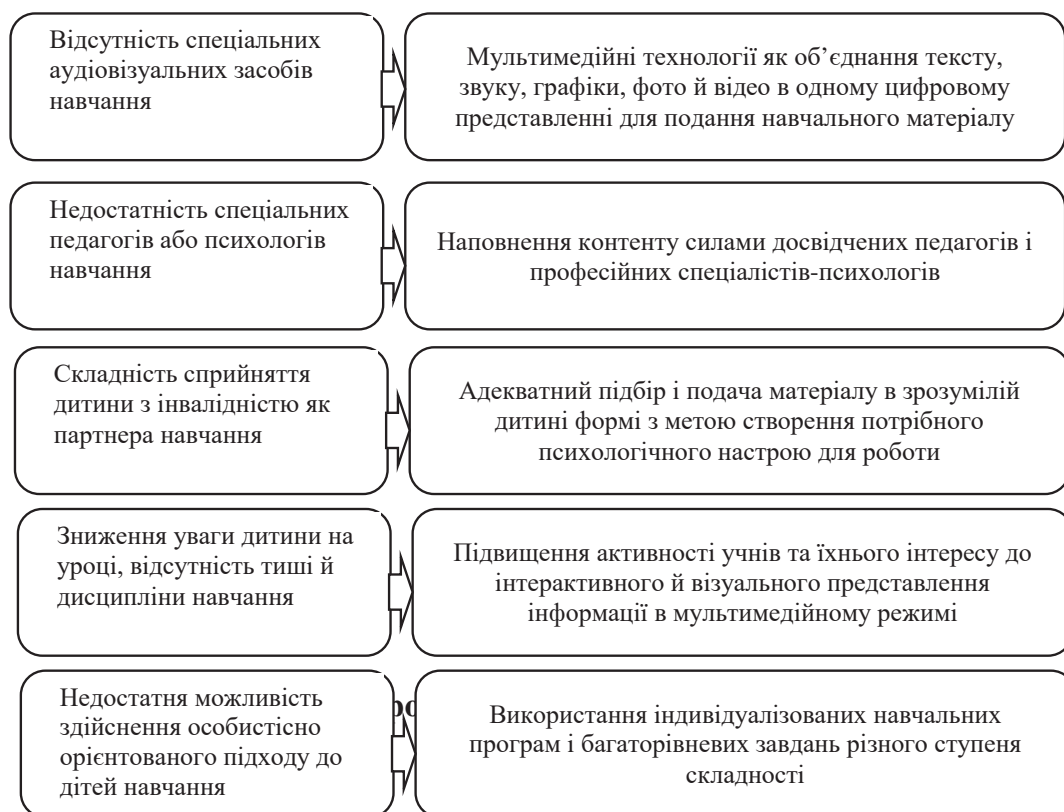 Відсутність спеціальних
аудіовізуальних засобів
навчання
Мультимедійні технології як об’єднання тексту,
звуку, графіки, фото й відео в одному цифровому
представленні для подання навчального матеріалу
Недостатність спеціальних
педагогів або психологів
навчання
Наповнення контенту силами досвідчених педагогів і
професійних спеціалістів-психологів
Складність сприйняття
дитини з інвалідністю як
партнера навчання
Адекватний підбір і подача матеріалу в зрозумілій
дитині формі з метою створення потрібного
психологічного настрою для роботи
Зниження уваги дитини на
уроці, відсутність тиші й
дисципліни навчання
Підвищення активності учнів та їхнього інтересу до
інтерактивного й візуального представлення
інформації в мультимедійному режимі
Недостатня можливість
здійснення особистісно
орієнтованого підходу до
дітей навчання
Використання індивідуалізованих навчальних
програм і багаторівневих завдань різного ступеня
складності